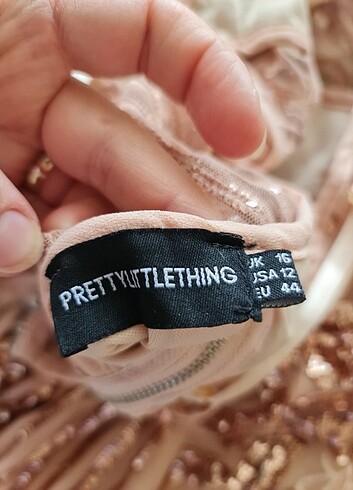 PRETTYLITTLETHING
UK 16
USA 12
EU 44